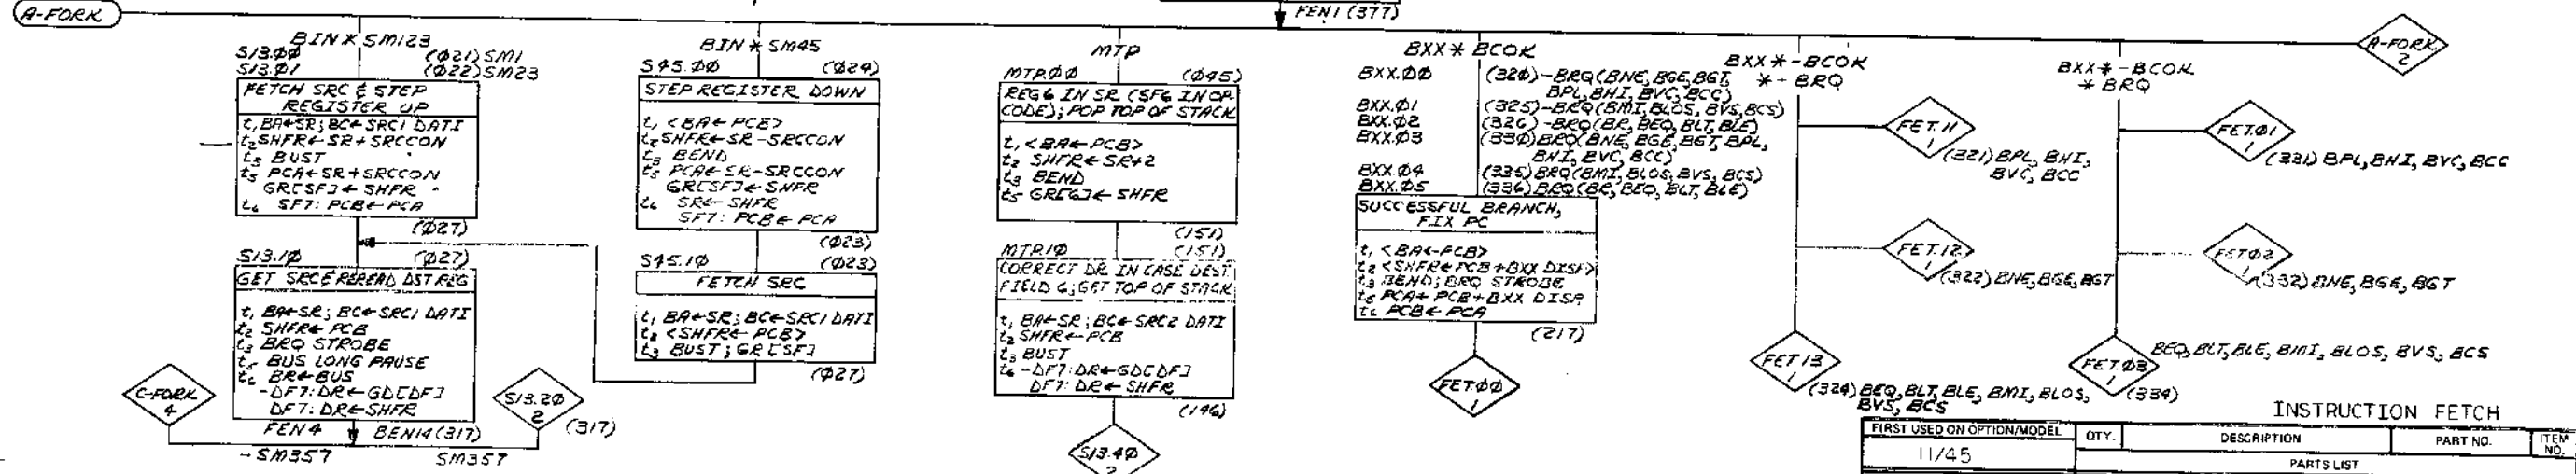 A-FORK
FEN1 (377)
BIN * SM123
S13.00 (021) SM1
S13.01 (022) SM23
FETCH SRC & STEP
REGISTER UP
t1 BA←SR; BC←SRC1 DATI
t2 SHFR←SR+SRCCON
t3 BUST
t5 PCA←SR+SRCCON
GR[SF]←SHFR
t6 SF7: PCB←PCA
(027)
S13.10 (027)
GET SRC & REREAD DST REG
t1 BA←SR; BC←SRC1 DATI
t2 SHFR←PCB
t3 BRQ STROBE
t5 BUS LONG PAUSE
t6 BR←BUS
-DF7: DR←GD[DF]
DF7: DR←SHFR
C-FORK
4
S13.20
2
(317)
FEN4 BEN14 (317)
-SM357 SM357
BIN * SM45
S45.00 (024)
STEP REGISTER DOWN
t1 <BA←PCB>
t2 SHFR←SR-SRCCON
t3 BEND
t5 PCA←SR-SRCCON
GR[SF]←SHFR
t6 SR←SHFR
SF7: PCB←PCA
(023)
S45.10 (023)
FETCH SRC
t1 BA←SR; BC←SRC1 DATI
t2 <SHFR←PCB>
t3 BUST; GR[SF]
(027)
MTP
MTP.00 (045)
REG6 IN SR (SF6 IN OP
CODE); POP TOP OF STACK
t1 <BA←PCB>
t2 SHFR←SR+2
t3 BEND
t5 GR[6]←SHFR
(151)
MTP.10 (151)
CORRECT DR IN CASE DEST
FIELD 6; GET TOP OF STACK
t1 BA←SR; BC←SRC2 DATI
t2 SHFR←PCB
t3 BUST
t6 -DF7: DR←GD[DF]
DF7: DR←SHFR
(146)
S13.40
2
BXX * BCOK
BXX.00 (320) -BRQ (BNE, BGE, BGT,
BPL, BHI, BVC, BCC)
BXX.01 (325) -BRQ (BMI, BLOS, BVS, BCS)
BXX.02 (326) -BRQ (BR, BEQ, BLT, BLE)
BXX.03 (330) BRQ (BNE, BGE, BGT, BPL,
BHI, BVC, BCC)
BXX.04 (335) BRQ (BMI, BLOS, BVS, BCS)
BXX.05 (336) BRQ (BR, BEQ, BLT, BLE)
SUCCESSFUL BRANCH,
FIX PC
t1 <BA←PCB>
t2 <SHFR←PCB+BXX DISP>
t3 BEND; BRQ STROBE
t5 PCA←PCB+BXX DISP
t6 PCB←PCA
(217)
FET.00
1
BXX * -BCOK
* - BRQ
FET.11
1
(321) BPL, BHI,
BVC, BCC
FET.12
1
(322) BNE, BGE, BGT
FET.13
1
(324) BEQ, BLT, BLE, BMI, BLOS,
BVS, BCS
BXX * -BCOK
* BRQ
FET.01
1
(331) BPL, BHI, BVC, BCC
FET.02
1
(332) BNE, BGE, BGT
FET.03
1
BEQ, BLT, BLE, BMI, BLOS, BVS, BCS
(334)
A-FORK
2
INSTRUCTION FETCH
FIRST USED ON OPTION/MODEL
11/45
QTY. DESCRIPTION PART NO. ITEM NO.
PARTS LIST